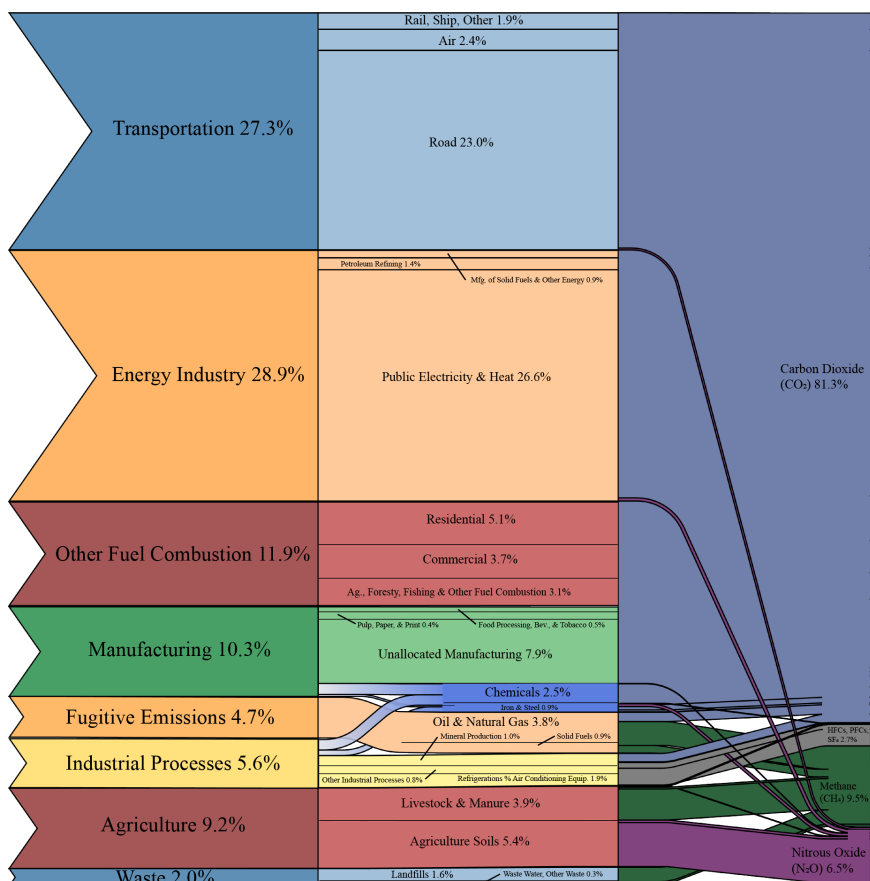 Rail, Ship, Other 1.9%
Air 2.4%
Transportation 27.3%
Road 23.0%
Petroleum Refining 1.4%
Mfg. of Solid Fuels & Other Energy 0.9%
Energy Industry 28.9%
Public Electricity & Heat 26.6%
Carbon Dioxide
(CO₂) 81.3%
Residential 5.1%
Other Fuel Combustion 11.9%
Commercial 3.7%
Ag., Foresty, Fishing & Other Fuel Combustion 3.1%
Pulp, Paper, & Print 0.4%
Food Processing, Bev., & Tobacco 0.5%
Manufacturing 10.3%
Unallocated Manufacturing 7.9%
Chemicals 2.5%
Iron & Steel 0.9%
Fugitive Emissions 4.7%
Oil & Natural Gas 3.8%
Mineral Production 1.0%
Solid Fuels 0.9%
HFCs, PFCs,
SF₆ 2.7%
Industrial Processes 5.6%
Other Industrial Processes 0.8%
Refrigerations % Air Conditioning Equip. 1.9%
Methane
(CH₄) 9.5%
Livestock & Manure 3.9%
Agriculture 9.2%
Agriculture Soils 5.4%
Nitrous Oxide
(N₂O) 6.5%
Waste 2.0%
Landfills 1.6%
Waste Water, Other Waste 0.3%